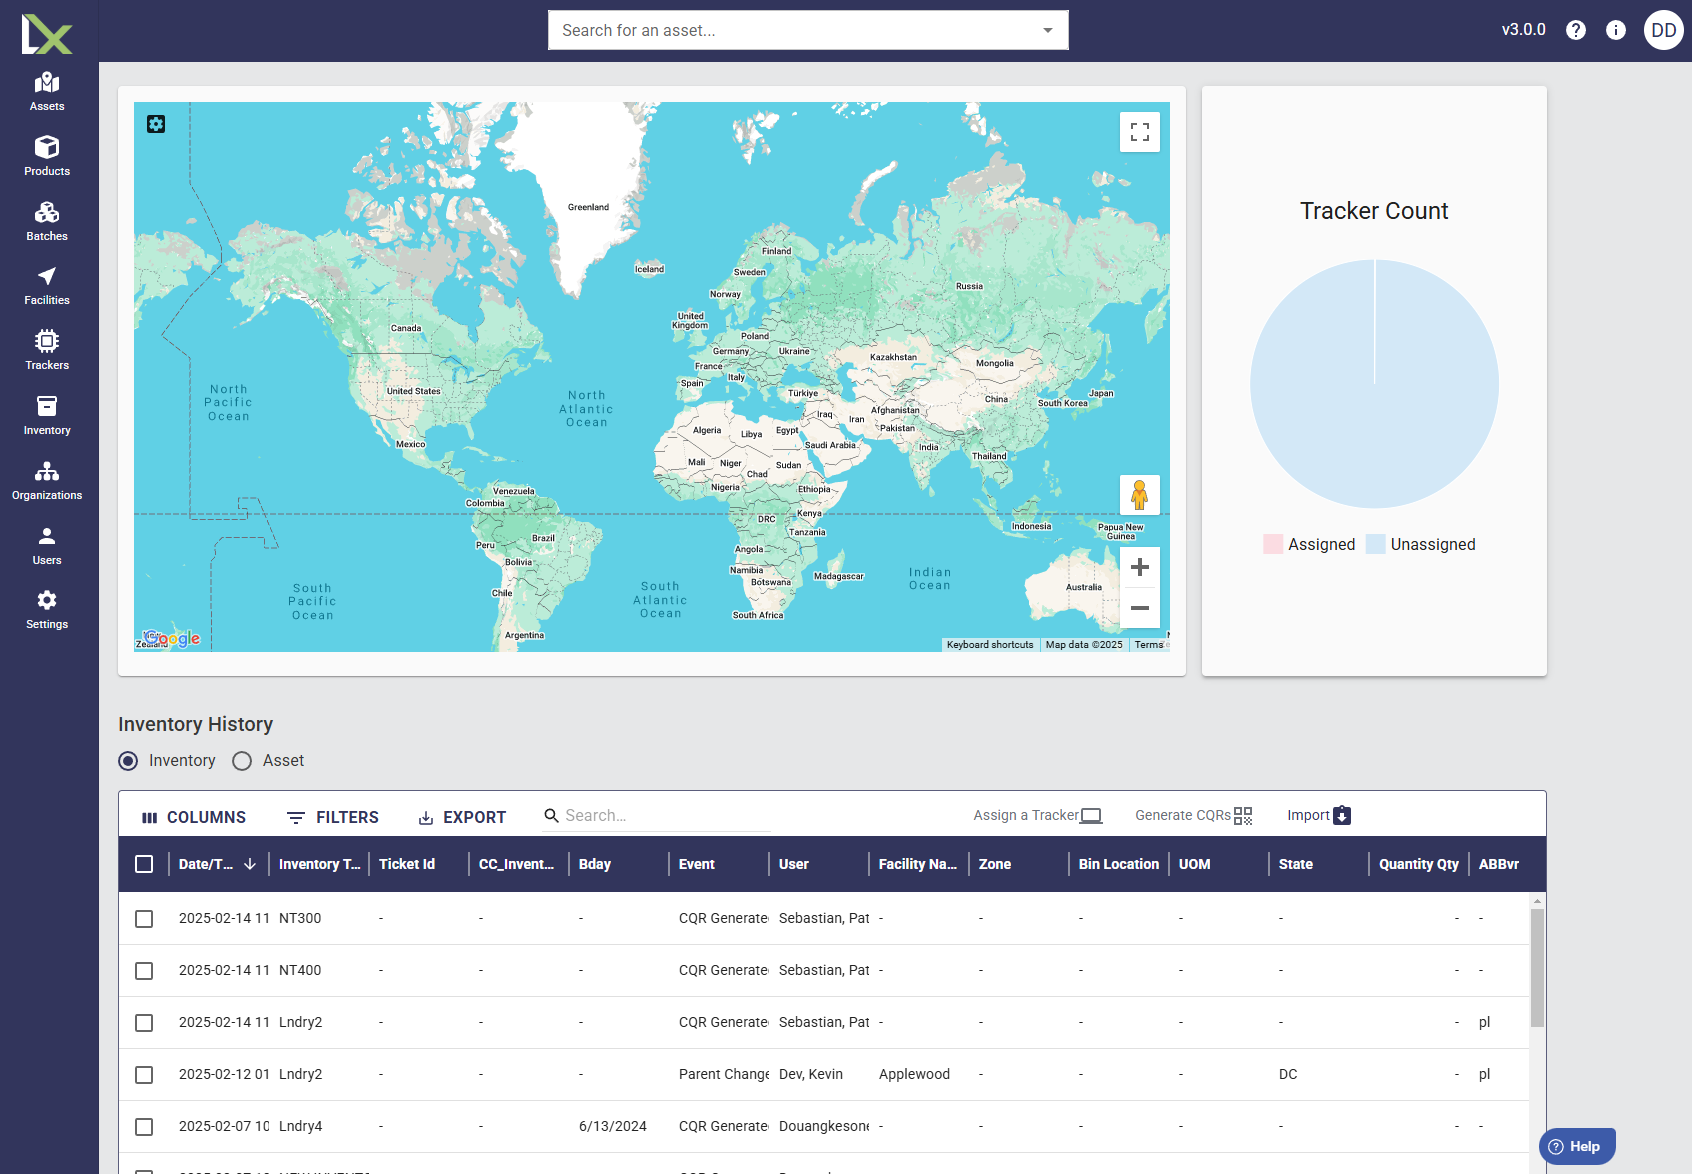 Lx
Search for an asset...
v3.0.0
DD
Assets
Products
Batches
Facilities
Trackers
Inventory
Organizations
Users
Settings
Greenland
Iceland
Finland
Sweden
Norway
Russia
United
Kingdom
Canada
Poland
Germany
Ukraine
France
Italy
Spain
Kazakhstan
Mongolia
United States
Türkiye
China
Japan
South Korea
North
Pacific
Ocean
North
Atlantic
Ocean
Iraq
Iran
Afghanistan
Pakistan
Algeria
Libya
Egypt
Saudi Arabia
India
Mexico
Mali
Niger
Chad
Sudan
Thailand
Nigeria
Ethiopia
Venezuela
Colombia
DRC
Kenya
Tanzania
Indonesia
Papua New
Guinea
Peru
Brazil
Bolivia
Angola
Namibia
Botswana
Madagascar
South Africa
Indian
Ocean
Australia
Chile
Argentina
South
Pacific
Ocean
South
Atlantic
Ocean
Google
Keyboard shortcuts
Map data ©2025
Terms
Tracker Count
Assigned
Unassigned
Inventory History
Inventory
Asset
COLUMNS
FILTERS
EXPORT
Search...
Assign a Tracker
Generate CQRs
Import
Date/T... Inventory T... Ticket Id CC_Invent... Bday Event User Facility Na... Zone Bin Location UOM State Quantity Qty ABBvr
2025-02-14 11 NT300 - - - CQR Generate Sebastian, Pat - - - - - - -
2025-02-14 11 NT400 - - - CQR Generate Sebastian, Pat - - - - - - -
2025-02-14 11 Lndry2 - - - CQR Generate Sebastian, Pat - - - - - - pl
2025-02-12 01 Lndry2 - - - Parent Change Dev, Kevin Applewood - - - DC - pl
2025-02-07 10 Lndry4 - - 6/13/2024 CQR Generate Douangkesone - - - - - - -
Help